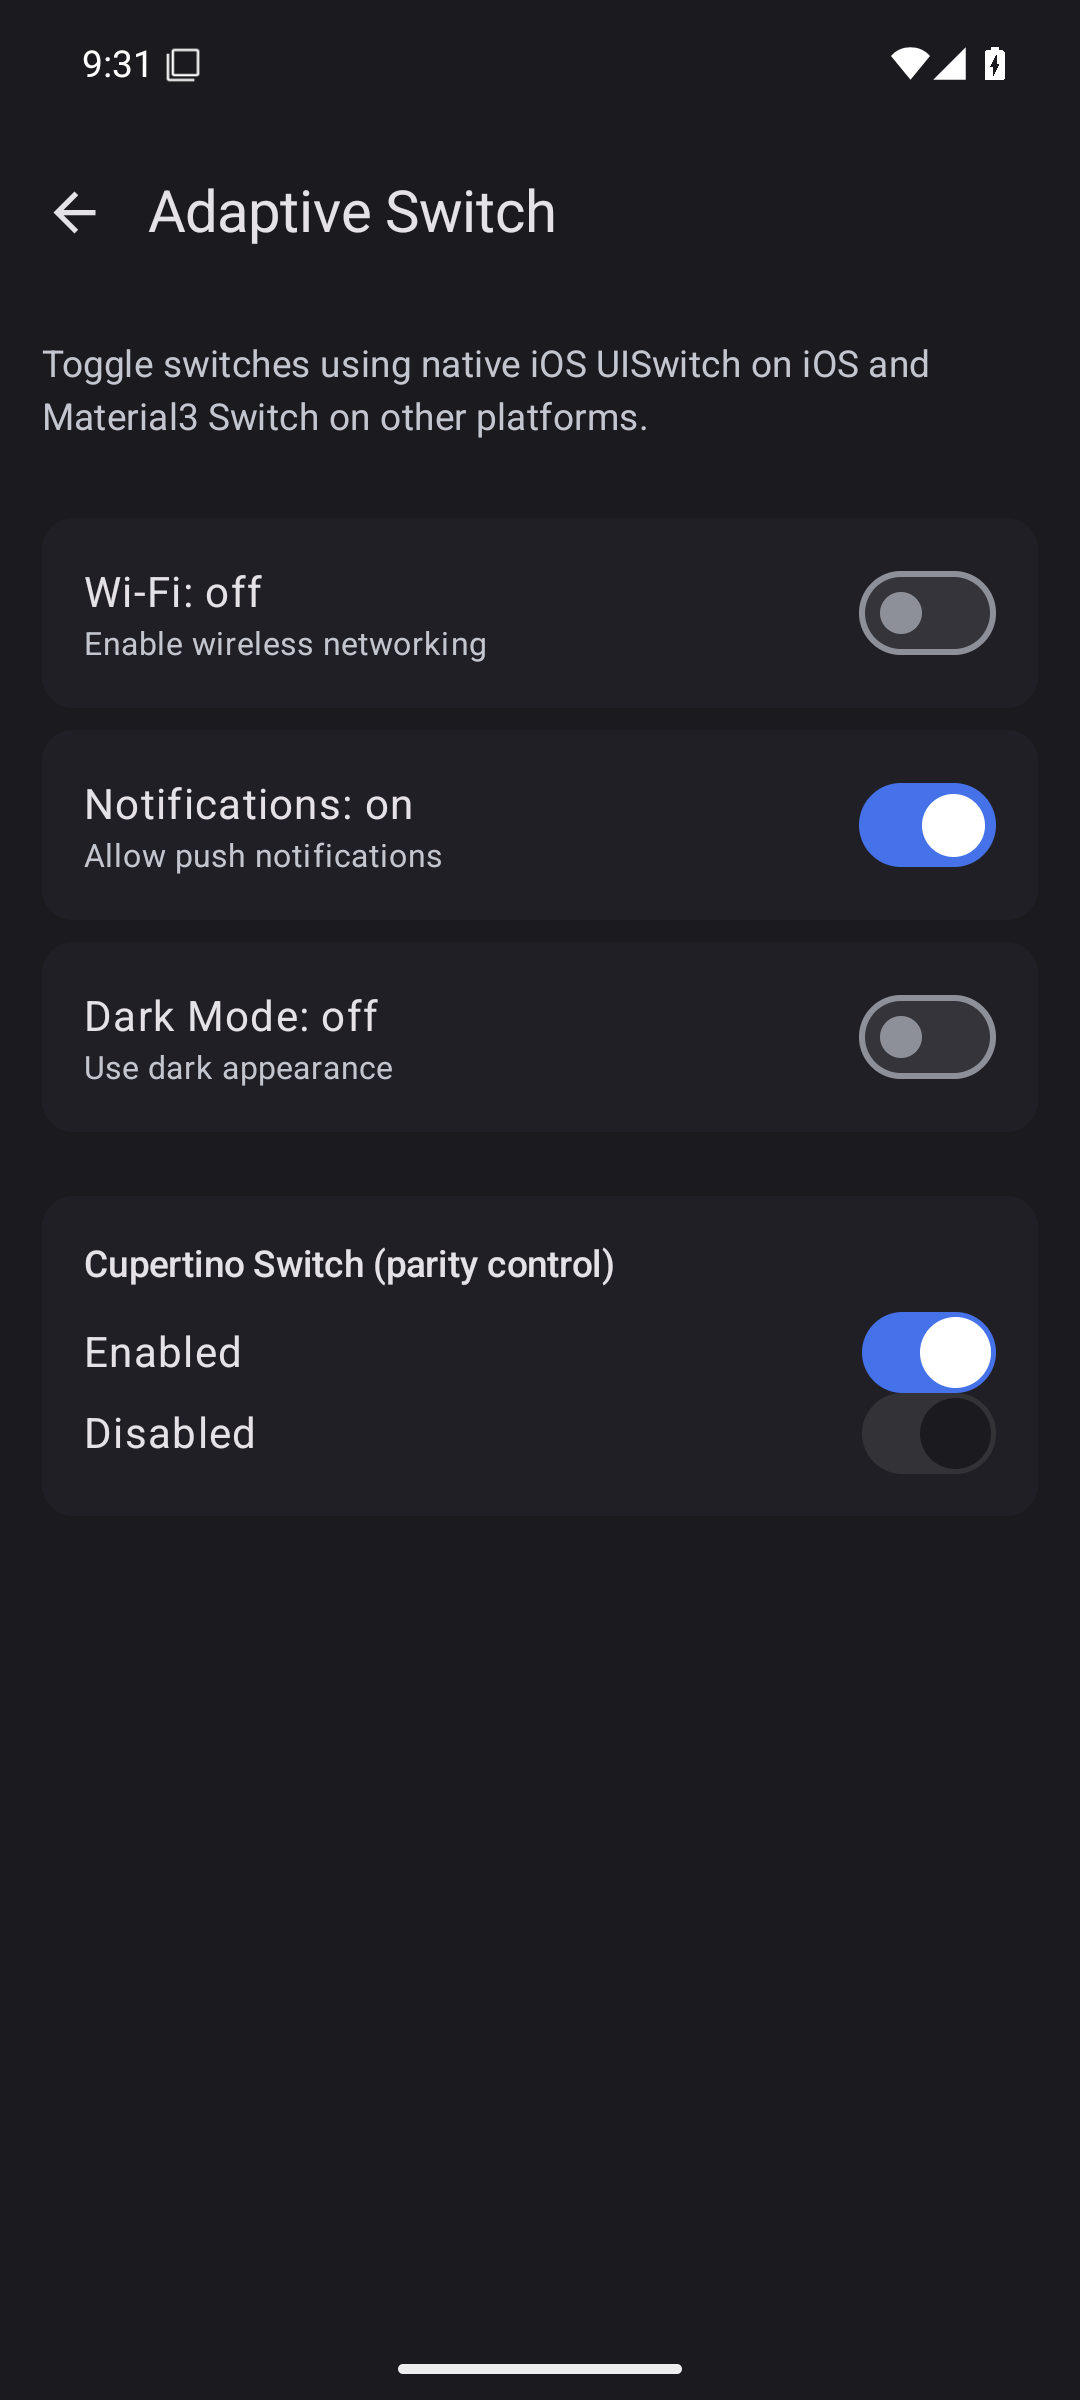 9:31
Adaptive Switch
Toggle switches using native iOS UISwitch on iOS and
Material3 Switch on other platforms.
Wi-Fi: off
Enable wireless networking
Notifications: on
Allow push notifications
Dark Mode: off
Use dark appearance
Cupertino Switch (parity control)
Enabled
Disabled